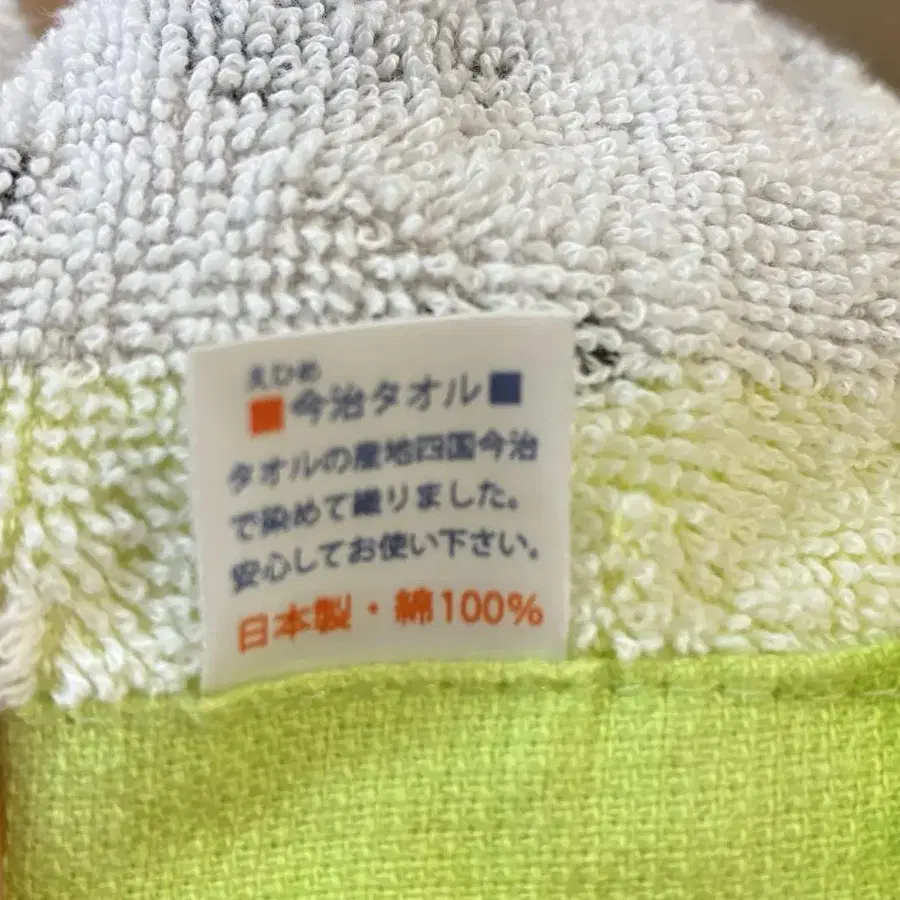 えひめ
今治タオル
タオルの産地四国今治
で染めて織りました。
安心してお使い下さい。
日本製・綿100%